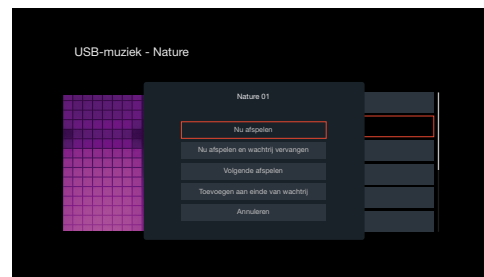 USB-muziek - Nature
Nature 01
Nu afspelen
Nu afspelen en wachtrij vervangen
Volgende afspelen
Toevoegen aan einde van wachtrij
Annuleren